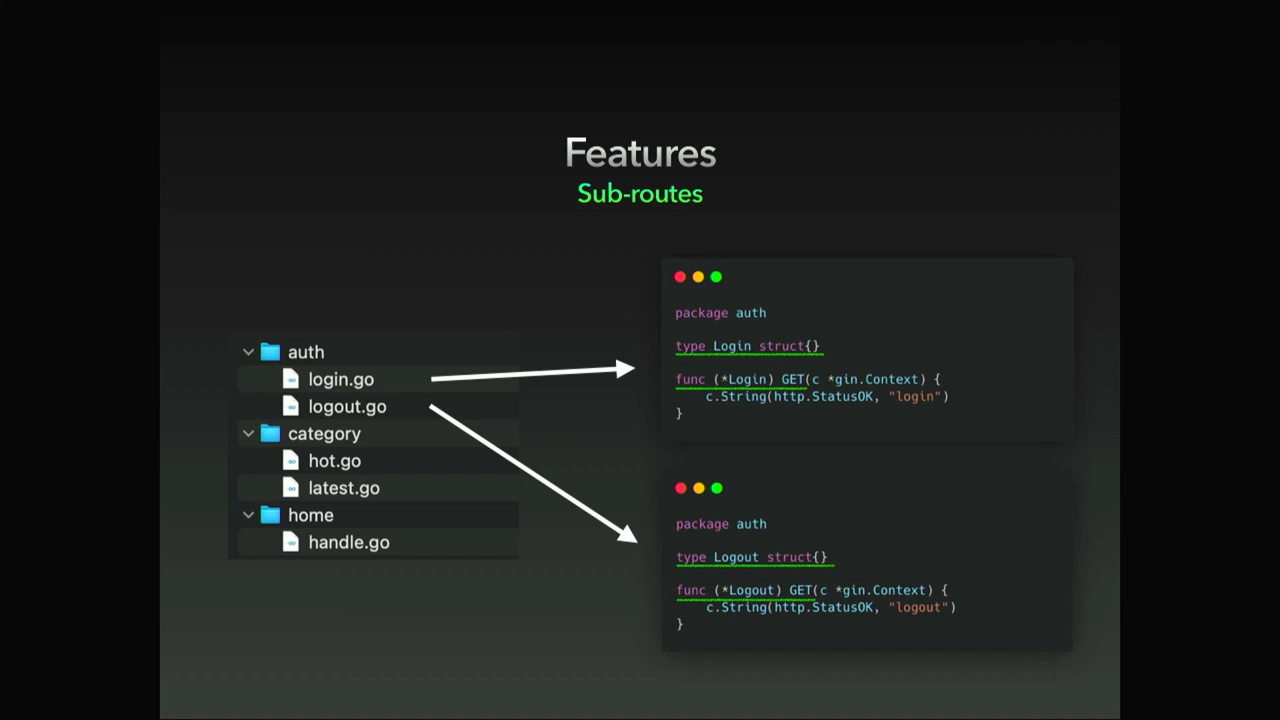 Features
Sub-routes
auth
login.go
logout.go
category
hot.go
latest.go
home
handle.go
package auth
type Login struct{}
func (*Login) GET(c *gin.Context) {
c.String(http.StatusOK, "login")
}
package auth
type Logout struct{}
func (*Logout) GET(c *gin.Context) {
c.String(http.StatusOK, "logout")
}